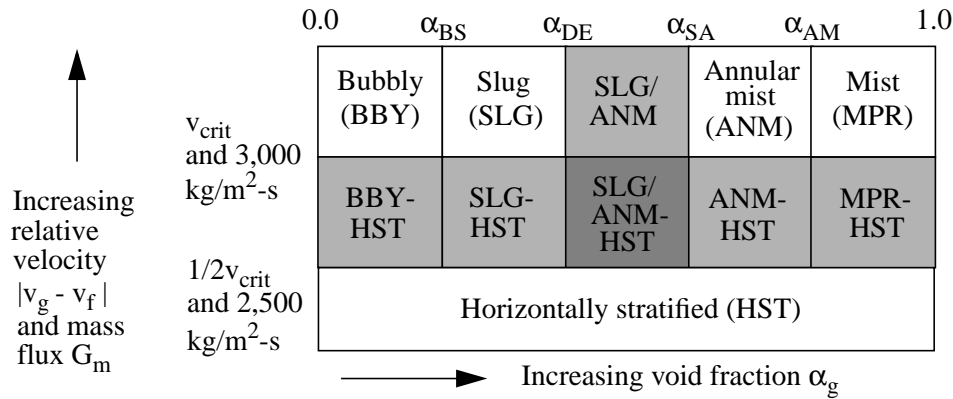 0.0 α_BS α_DE α_SA α_AM 1.0
Bubbly
(BBY)
Slug
(SLG)
SLG/
ANM
Annular
mist
(ANM)
Mist
(MPR)
v_crit
and 3,000
kg/m²-s
BBY-
HST
SLG-
HST
SLG/
ANM-
HST
ANM-
HST
MPR-
HST
Increasing
relative
velocity
|v_g - v_f |
and mass
flux G_m
1/2v_crit
and 2,500
kg/m²-s
Horizontally stratified (HST)
Increasing void fraction α_g